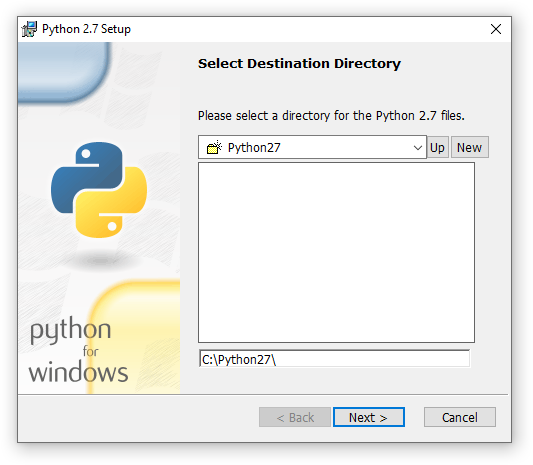 Python 2.7 Setup
Select Destination Directory
Please select a directory for the Python 2.7 files.
Python27
Up
New
C:\Python27\
python
for
windows
< Back
Next >
Cancel